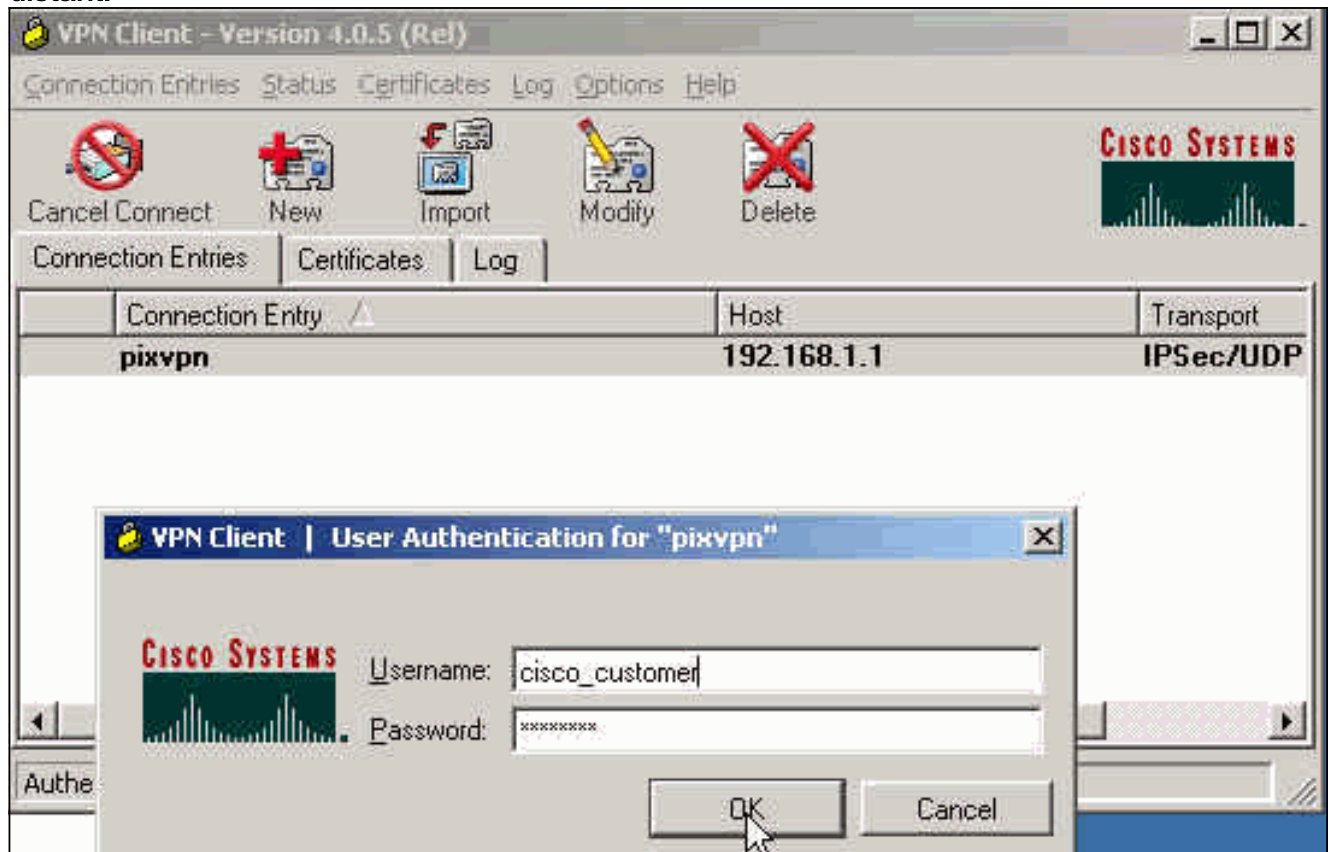 VPN Client - Version 4.0.5 (Rel)
Connection Entries Status Certificates Log Options Help
CISCO SYSTEMS
Cancel Connect New Import Modify Delete
Connection Entries Certificates Log
Connection Entry Host Transport
pixvpn 192.168.1.1 IPSec/UDP
VPN Client | User Authentication for "pixvpn"
CISCO SYSTEMS
Username: cisco_customer
Password: ********
Authe
OK Cancel